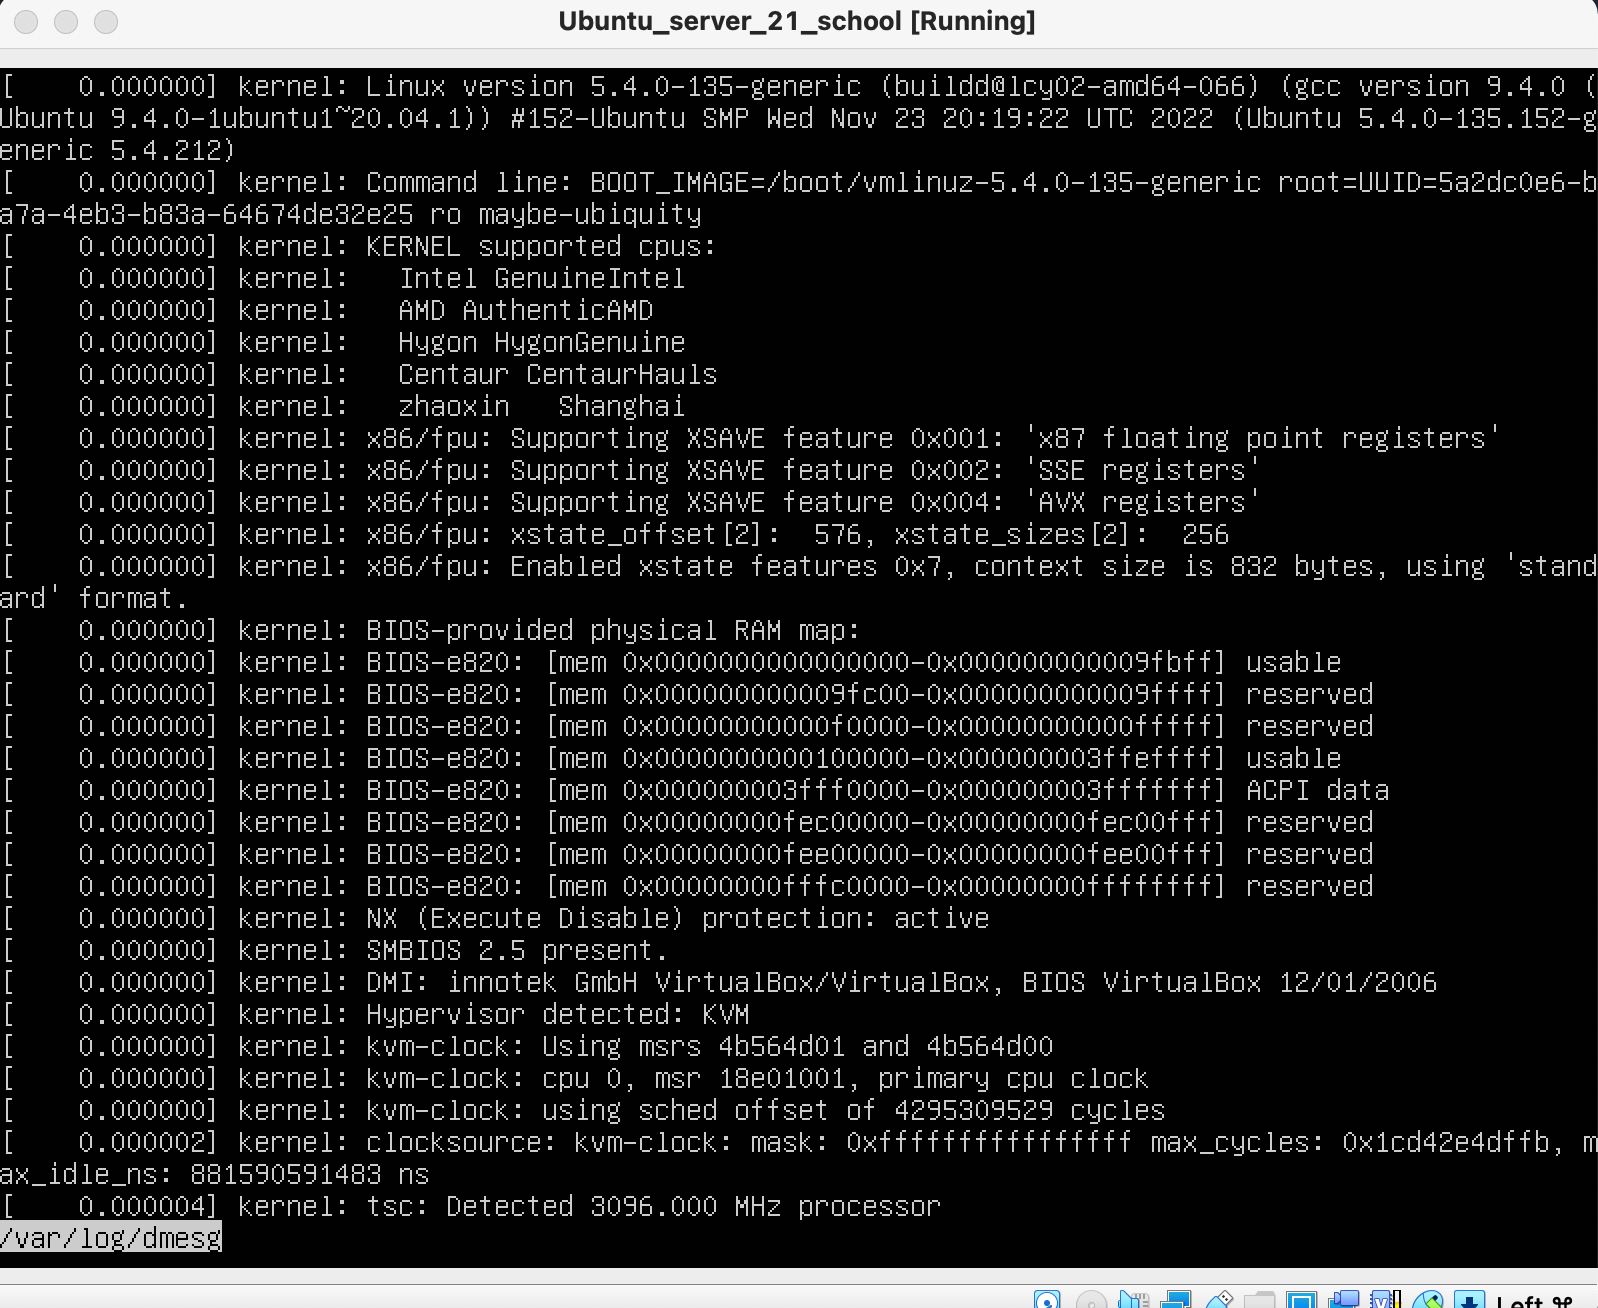 Ubuntu_server_21_school [Running]
[    0.000000] kernel: Linux version 5.4.0-135-generic (buildd@lcy02-amd64-066) (gcc version 9.4.0 (
Ubuntu 9.4.0-1ubuntu1~20.04.1)) #152-Ubuntu SMP Wed Nov 23 20:19:22 UTC 2022 (Ubuntu 5.4.0-135.152-g
eneric 5.4.212)
[    0.000000] kernel: Command line: BOOT_IMAGE=/boot/vmlinuz-5.4.0-135-generic root=UUID=5a2dc0e6-b
a7a-4eb3-b83a-64674de32e25 ro maybe-ubiquity
[    0.000000] kernel: KERNEL supported cpus:
[    0.000000] kernel:   Intel GenuineIntel
[    0.000000] kernel:   AMD AuthenticAMD
[    0.000000] kernel:   Hygon HygonGenuine
[    0.000000] kernel:   Centaur CentaurHauls
[    0.000000] kernel:   zhaoxin   Shanghai
[    0.000000] kernel: x86/fpu: Supporting XSAVE feature 0x001: 'x87 floating point registers'
[    0.000000] kernel: x86/fpu: Supporting XSAVE feature 0x002: 'SSE registers'
[    0.000000] kernel: x86/fpu: Supporting XSAVE feature 0x004: 'AVX registers'
[    0.000000] kernel: x86/fpu: xstate_offset[2]:  576, xstate_sizes[2]:  256
[    0.000000] kernel: x86/fpu: Enabled xstate features 0x7, context size is 832 bytes, using 'stand
ard' format.
[    0.000000] kernel: BIOS-provided physical RAM map:
[    0.000000] kernel: BIOS-e820: [mem 0x0000000000000000-0x000000000009fbff] usable
[    0.000000] kernel: BIOS-e820: [mem 0x000000000009fc00-0x000000000009ffff] reserved
[    0.000000] kernel: BIOS-e820: [mem 0x00000000000f0000-0x00000000000fffff] reserved
[    0.000000] kernel: BIOS-e820: [mem 0x0000000000100000-0x000000003ffeffff] usable
[    0.000000] kernel: BIOS-e820: [mem 0x000000003fff0000-0x000000003fffffff] ACPI data
[    0.000000] kernel: BIOS-e820: [mem 0x00000000fec00000-0x00000000fec00fff] reserved
[    0.000000] kernel: BIOS-e820: [mem 0x00000000fee00000-0x00000000fee00fff] reserved
[    0.000000] kernel: BIOS-e820: [mem 0x00000000fffc0000-0x00000000ffffffff] reserved
[    0.000000] kernel: NX (Execute Disable) protection: active
[    0.000000] kernel: SMBIOS 2.5 present.
[    0.000000] kernel: DMI: innotek GmbH VirtualBox/VirtualBox, BIOS VirtualBox 12/01/2006
[    0.000000] kernel: Hypervisor detected: KVM
[    0.000000] kernel: kvm-clock: Using msrs 4b564d01 and 4b564d00
[    0.000000] kernel: kvm-clock: cpu 0, msr 18e01001, primary cpu clock
[    0.000000] kernel: kvm-clock: using sched offset of 4295309529 cycles
[    0.000002] kernel: clocksource: kvm-clock: mask: 0xffffffffffffffff max_cycles: 0x1cd42e4dffb, m
ax_idle_ns: 881590591483 ns
[    0.000004] kernel: tsc: Detected 3096.000 MHz processor
/var/log/dmesg
Left ⌘